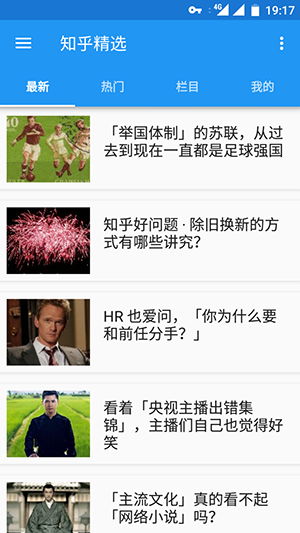 4G
19:17
知乎精选
最新 热门 栏目 我的
「举国体制」的苏联，从过
去到现在一直都是足球强国
知乎好问题 · 除旧换新的方
式有哪些讲究？
HR 也爱问，「你为什么要
和前任分手？」
看着「央视主播出错集
锦」，主播们自己也觉得好
笑
「主流文化」真的看不起
「网络小说」吗？